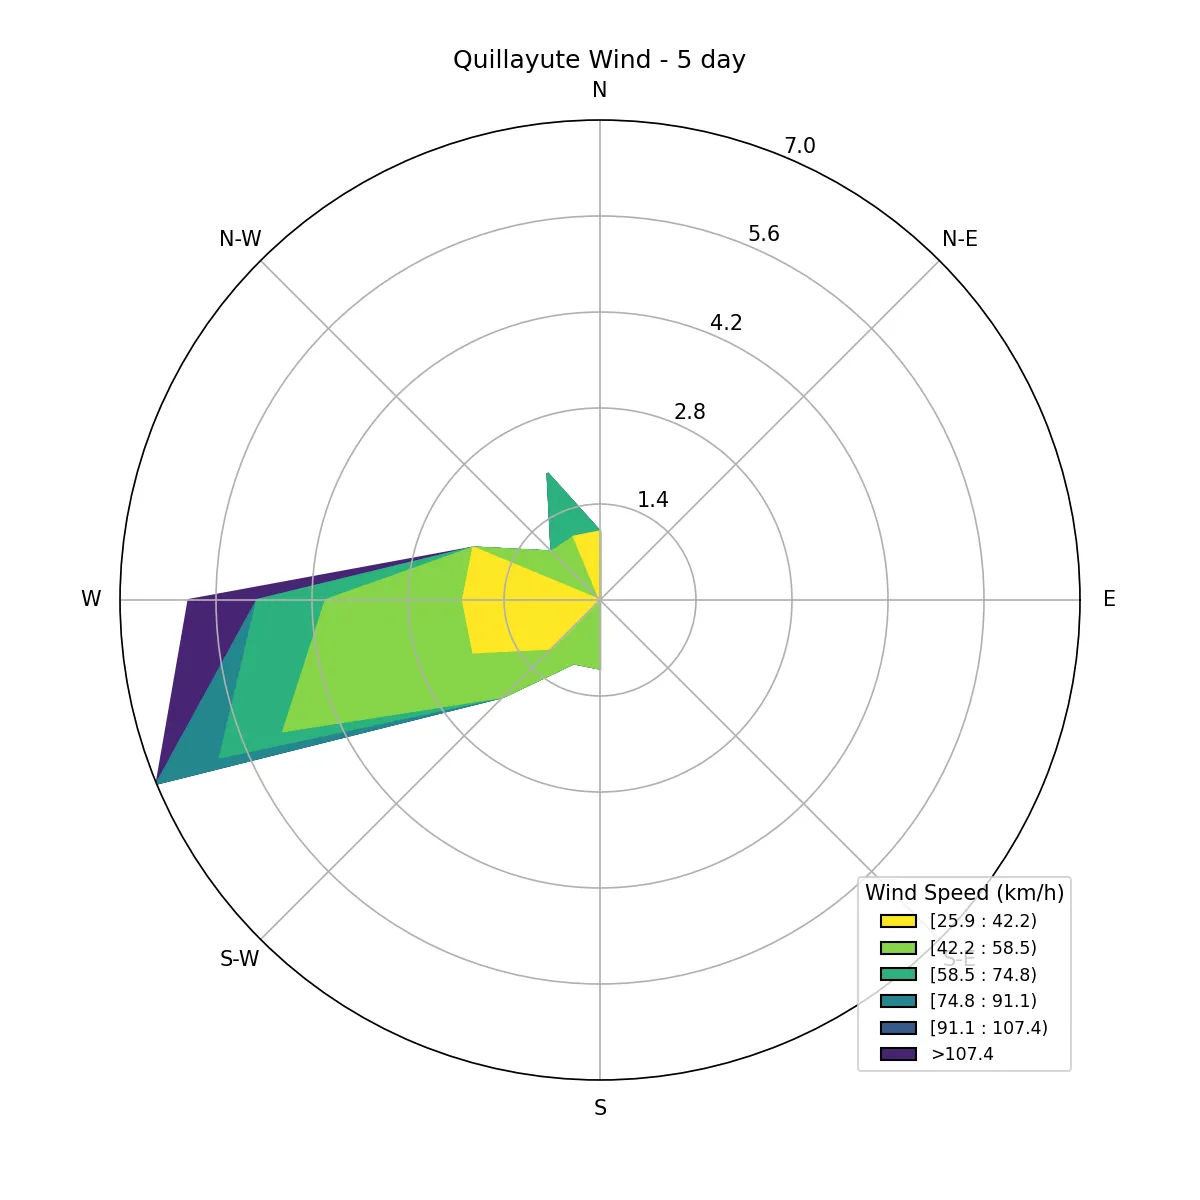 Quillayute Wind - 5 day
N
7.0
N-W
5.6
N-E
4.2
2.8
1.4
W
E
S-W
S-E
S
Wind Speed (km/h)
[25.9 : 42.2)
[42.2 : 58.5)
[58.5 : 74.8)
[74.8 : 91.1)
[91.1 : 107.4)
>107.4